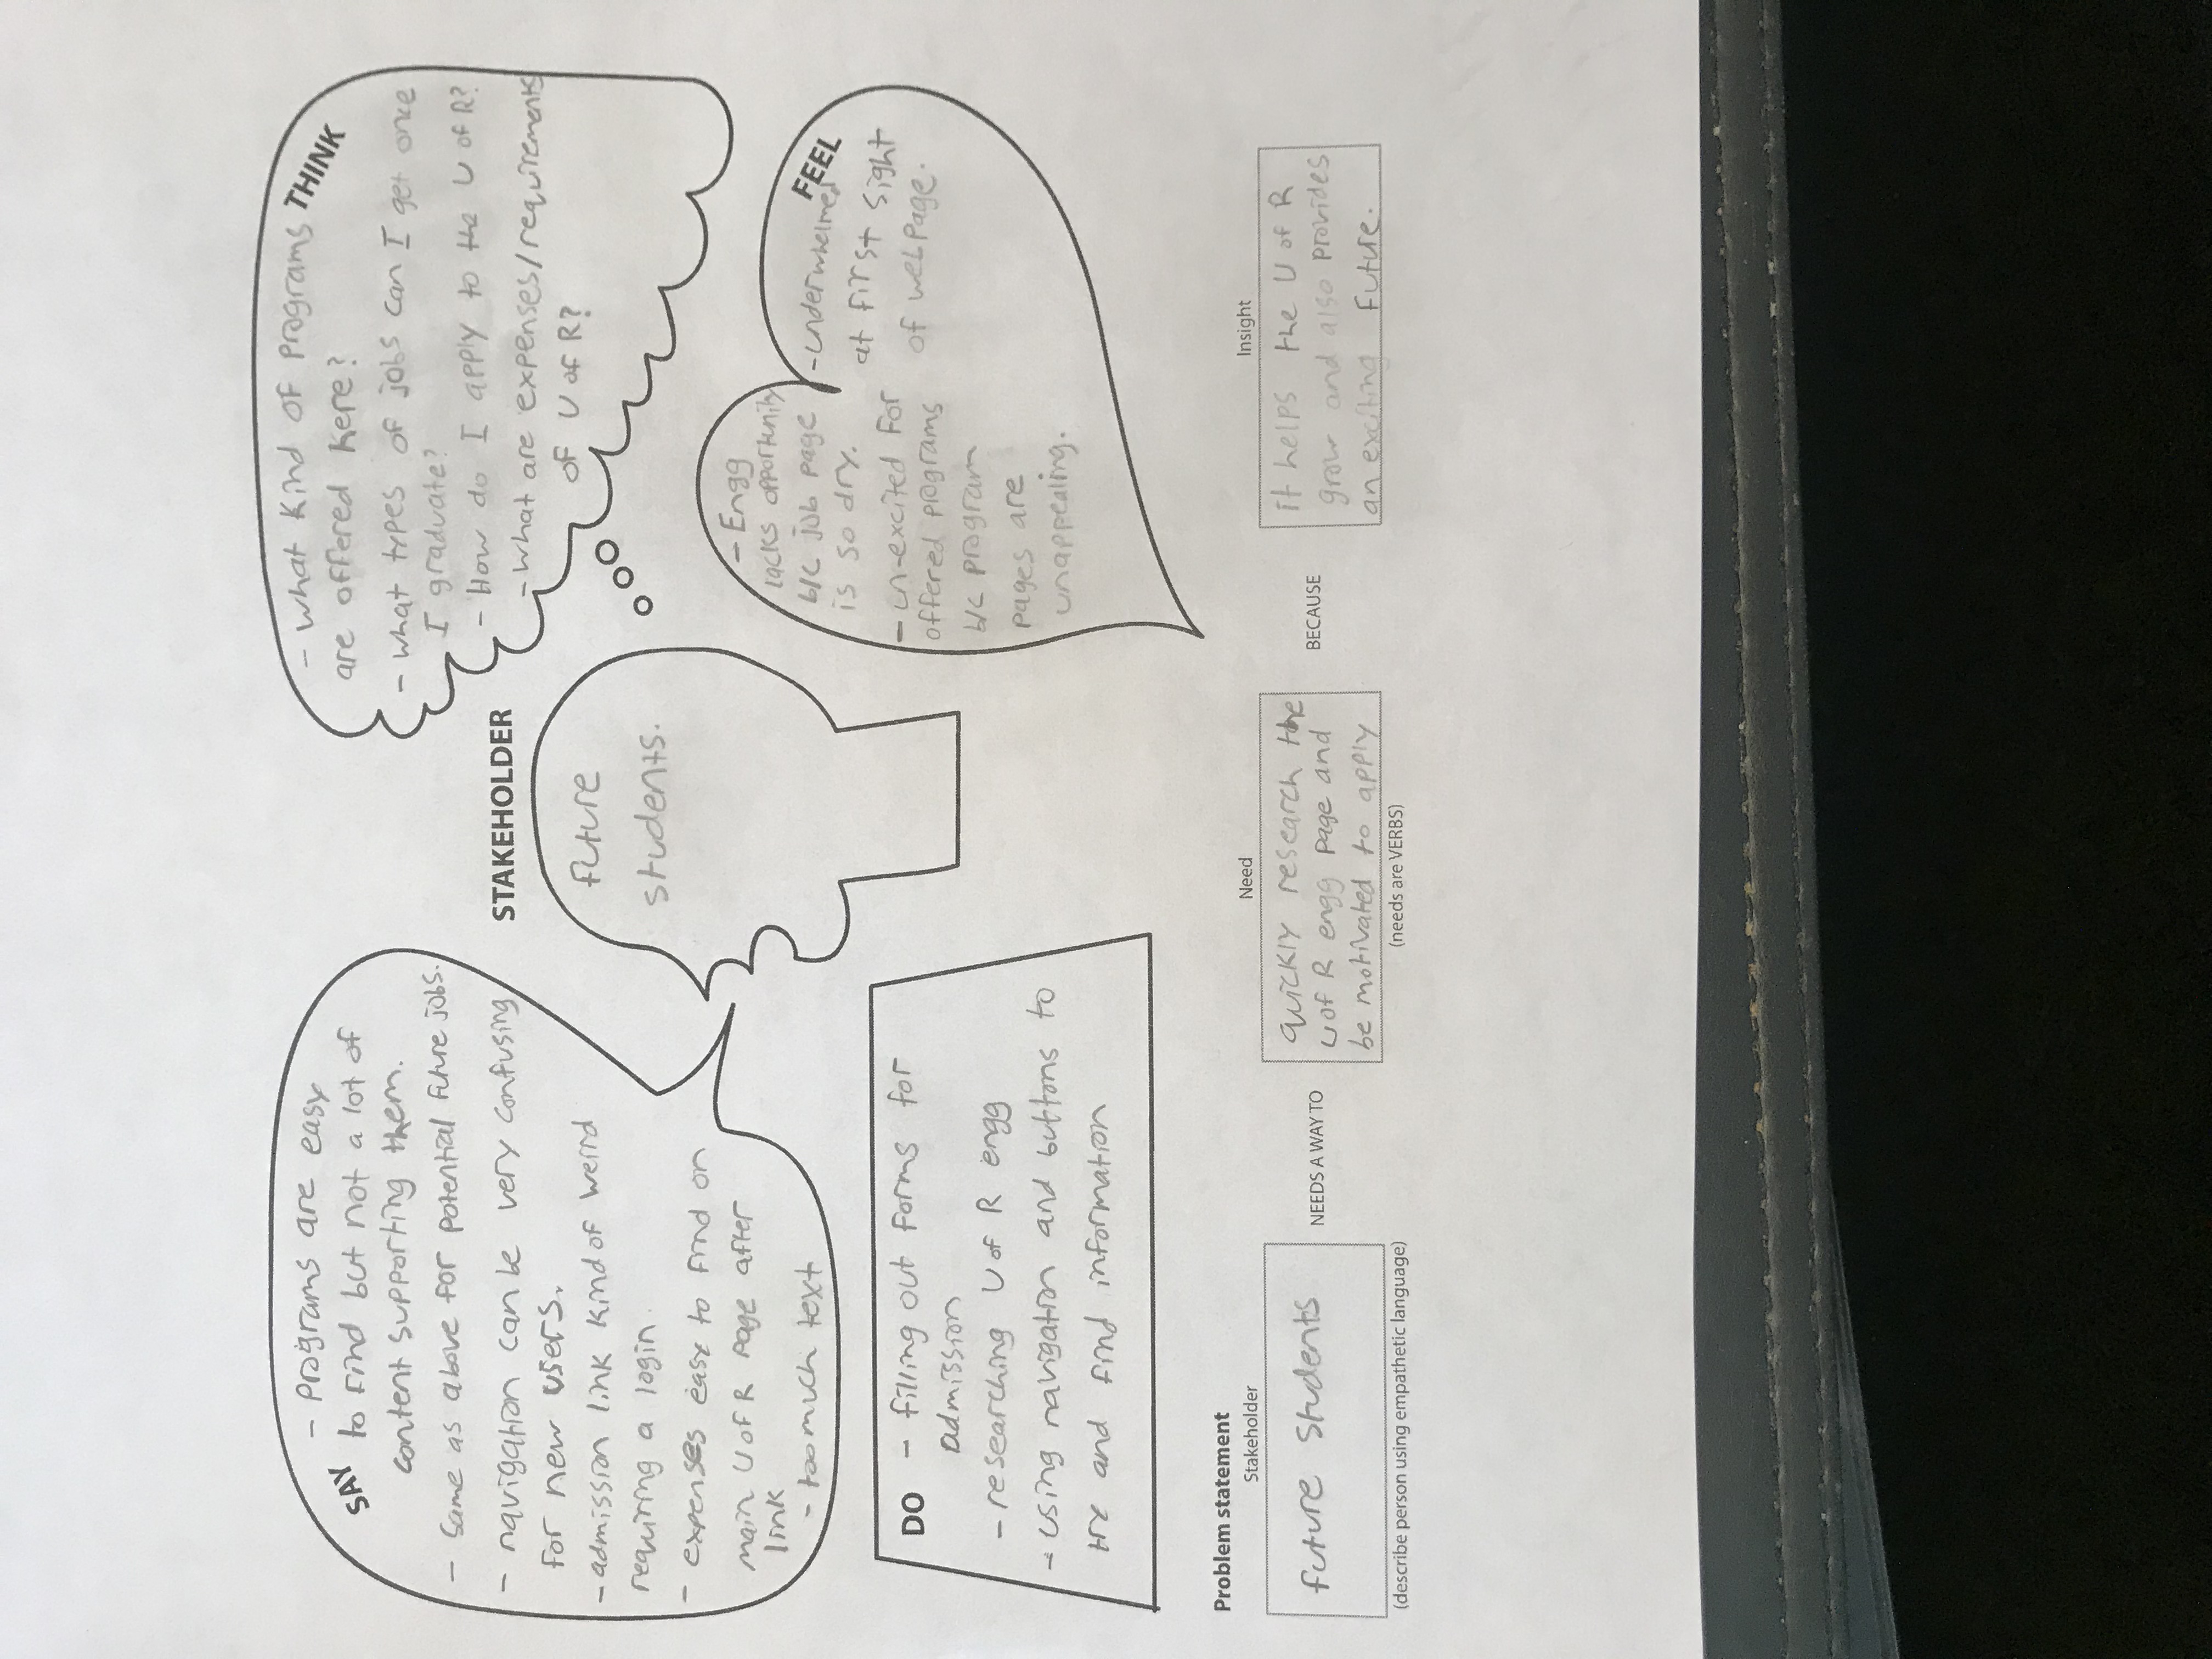 SAY
- programs are easy
to find but not a lot of
content supporting them.
- same as above for potential future jobs.
- navigation can be very confusing
for new users.
- admission link kind of weird
requiring a login.
- expenses easy to find on
main U of R page after
link
- too much text
THINK
- what kind of programs
are offered here?
- what types of jobs can I get once
I graduate?
- How do I apply to the U of R?
- what are expenses/requirements
of U of R?
STAKEHOLDER
future
students.
DO
- filling out forms for
admission
- researching U of R engg
- using navigation and buttons to
try and find information
FEEL
- Engg
lacks opportunity
b/c job page
is so dry.
- un-excited for
offered programs
b/c program
pages are
unappealing.
- underwhelmed
at first sight
of webpage.
Problem statement
Stakeholder
future students
(describe person using empathetic language)
NEEDS A WAY TO
Need
quickly research the
U of R engg page and
be motivated to apply
(needs are VERBS)
BECAUSE
Insight
it helps the U of R
grow and also provides
an exciting future.